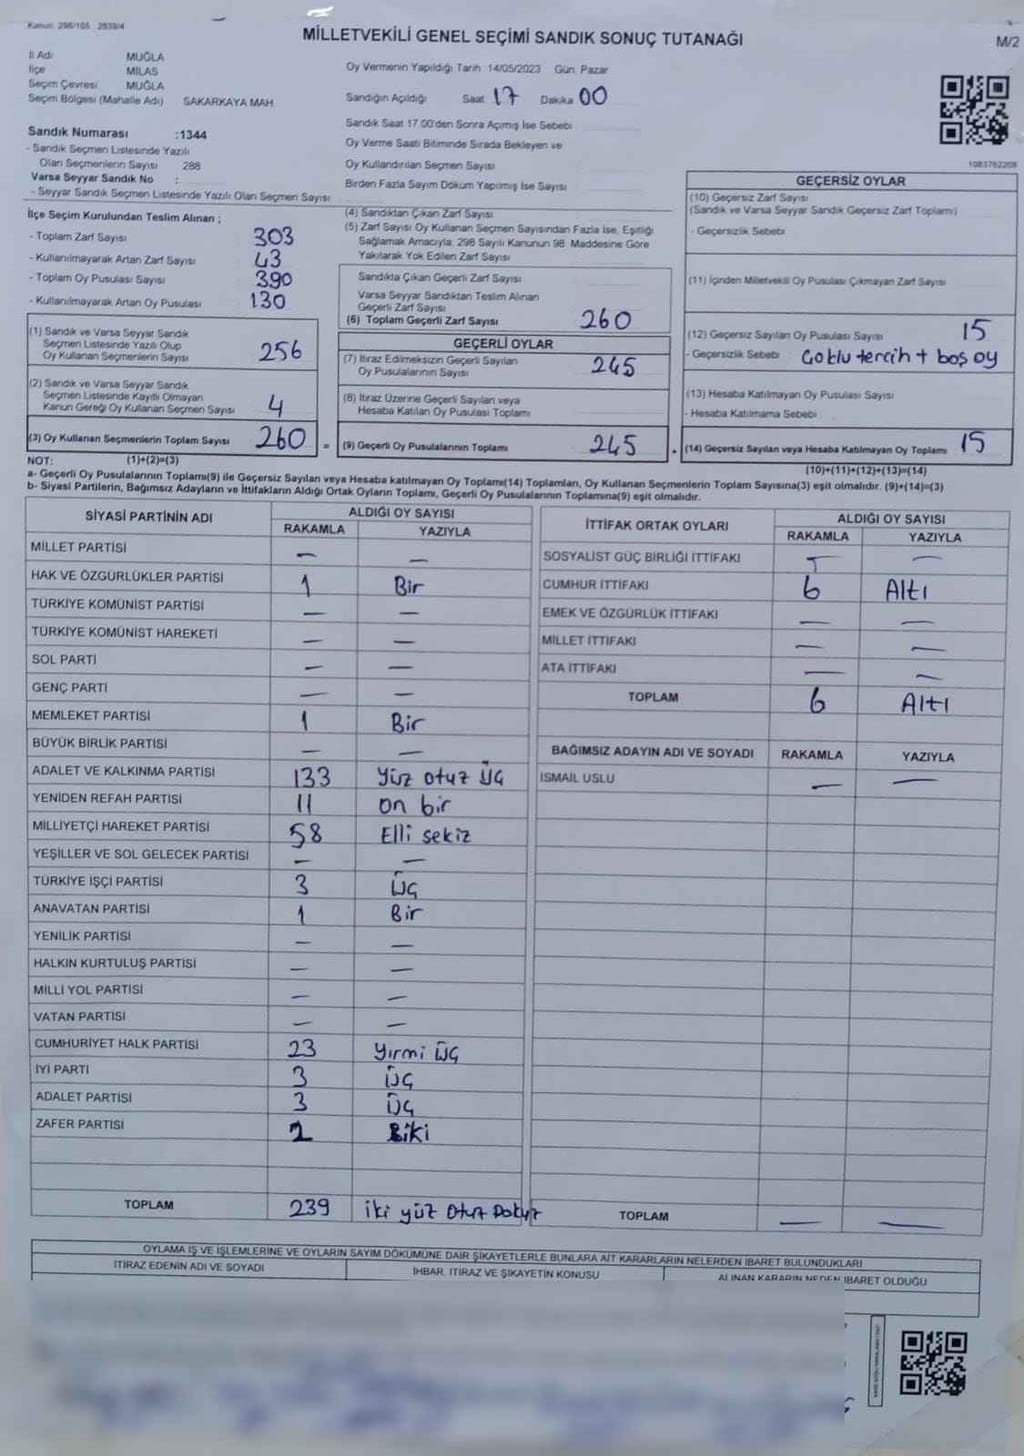 Kanun: 298/105 2839/4
MİLLETVEKİLİ GENEL SEÇİMİ SANDIK SONUÇ TUTANAĞI
M/2
İl Adı MUĞLA
İlçe MİLAS
Seçim Çevresi MUĞLA
Seçim Bölgesi (Mahalle Adı) SAKARKAYA MAH.
Oy Vermenin Yapıldığı Tarih 14/05/2023 Gün: Pazar
Sandığın Açıldığı Saat 17 Dakika 00
Sandık Saat 17.00'den Sonra Açılmış İse Sebebi
Oy Verme Saati Bitiminde Sırada Bekleyen ve
Oy Kullandırılan Seçmen Sayısı
Birden Fazla Sayım Döküm Yapılmış İse Sayısı
Sandık Numarası :1344
- Sandık Seçmen Listesinde Yazılı
Olan Seçmenlerin Sayısı 288
Varsa Seyyar Sandık No :
- Seyyar Sandık Seçmen Listesinde Yazılı Olan Seçmen Sayısı
1083762208
İlçe Seçim Kurulundan Teslim Alınan ;
- Toplam Zarf Sayısı 303
- Kullanılmayarak Artan Zarf Sayısı 43
- Toplam Oy Pusulası Sayısı 390
- Kullanılmayarak Artan Oy Pusulası 130
(1) Sandık ve Varsa Seyyar Sandık
Seçmen Listesinde Yazılı Olup
Oy Kullanan Seçmenlerin Sayısı 256
(2) Sandık ve Varsa Seyyar Sandık
Seçmen Listesinde Kayıtlı Olmayan
Kanun Gereği Oy Kullanan Seçmen Sayısı 4
(3) Oy Kullanan Seçmenlerin Toplam Sayısı 260 =
(4) Sandıktan Çıkan Zarf Sayısı
(5) Zarf Sayısı Oy Kullanan Seçmen Sayısından Fazla İse, Eşitliği
Sağlamak Amacıyla, 298 Sayılı Kanunun 98. Maddesine Göre
Yakılarak Yok Edilen Zarf Sayısı
Sandıkta Çıkan Geçerli Zarf Sayısı
Varsa Seyyar Sandıktan Teslim Alınan
Geçerli Zarf Sayısı
(6) Toplam Geçerli Zarf Sayısı 260
GEÇERLİ OYLAR
(7) İtiraz Edilmeksizin Geçerli Sayılan
Oy Pusulalarının Sayısı 245
(8) İtiraz Üzerine Geçerli Sayılan veya
Hesaba Katılan Oy Pusulası Toplamı
(9) Geçerli Oy Pusulalarının Toplamı 245
GEÇERSİZ OYLAR
(10) Geçersiz Zarf Sayısı
(Sandık ve Varsa Seyyar Sandık Geçersiz Zarf Toplamı)
- Geçersizlik Sebebi
(11) İçinden Milletvekili Oy Pusulası Çıkmayan Zarf Sayısı
(12) Geçersiz Sayılan Oy Pusulası Sayısı 15
- Geçersizlik Sebebi Çoklu tercih + boş oy
(13) Hesaba Katılmayan Oy Pusulası Sayısı
- Hesaba Katılmama Sebebi
(14) Geçersiz Sayılan veya Hesaba Katılmayan Oy Toplamı 15
NOT: (1)+(2)=(3)
(10)+(11)+(12)+(13)=(14)
a- Geçerli Oy Pusulalarının Toplamı(9) ile Geçersiz Sayılan veya Hesaba katılmayan Oy Toplamı(14) Toplamları, Oy Kullanan Seçmenlerin Toplam Sayısına(3) eşit olmalıdır. (9)+(14)=(3)
b- Siyasi Partilerin, Bağımsız Adayların ve İttifakların Aldığı Ortak Oyların Toplamı, Geçerli Oy Pusulalarının Toplamına(9) eşit olmalıdır.
SİYASİ PARTİNİN ADI ALDIĞI OY SAYISI
RAKAMLA YAZIYLA
MİLLET PARTİSİ – –
HAK VE ÖZGÜRLÜKLER PARTİSİ 1 Bir
TÜRKİYE KOMÜNİST PARTİSİ – –
TÜRKİYE KOMÜNİST HAREKETİ – –
SOL PARTİ – –
GENÇ PARTİ – –
MEMLEKET PARTİSİ 1 Bir
BÜYÜK BİRLİK PARTİSİ – –
ADALET VE KALKINMA PARTİSİ 133 Yüz otuz üç
YENİDEN REFAH PARTİSİ 11 on bir
MİLLİYETÇİ HAREKET PARTİSİ 58 Elli sekiz
YEŞİLLER VE SOL GELECEK PARTİSİ – –
TÜRKİYE İŞÇİ PARTİSİ 3 Üç
ANAVATAN PARTİSİ 1 Bir
YENİLİK PARTİSİ – –
HALKIN KURTULUŞ PARTİSİ – –
MİLLİ YOL PARTİSİ – –
VATAN PARTİSİ – –
CUMHURİYET HALK PARTİSİ 23 Yirmi üç
İYİ PARTİ 3 Üç
ADALET PARTİSİ 3 Üç
ZAFER PARTİSİ 2 iki
TOPLAM 239 iki yüz otuz Dokuz
İTTİFAK ORTAK OYLARI ALDIĞI OY SAYISI
RAKAMLA YAZIYLA
SOSYALİST GÜÇ BİRLİĞİ İTTİFAKI –
CUMHUR İTTİFAKI 6 Altı
EMEK VE ÖZGÜRLÜK İTTİFAKI – –
MİLLET İTTİFAKI – –
ATA İTTİFAKI – –
TOPLAM 6 Altı
BAĞIMSIZ ADAYIN ADI VE SOYADI RAKAMLA YAZIYLA
İSMAİL USLU – –
TOPLAM – –
OYLAMA İŞ VE İŞLEMLERİNE VE OYLARIN SAYIM DÖKÜMÜNE DAİR ŞİKAYETLERLE BUNLARA AİT KARARLARIN NELERDEN İBARET BULUNDUKLARI
İTİRAZ EDENİN ADI VE SOYADI İHBAR, İTİRAZ VE ŞİKAYETİN KONUSU ALINAN KARARIN NEDEN İBARET OLDUĞU